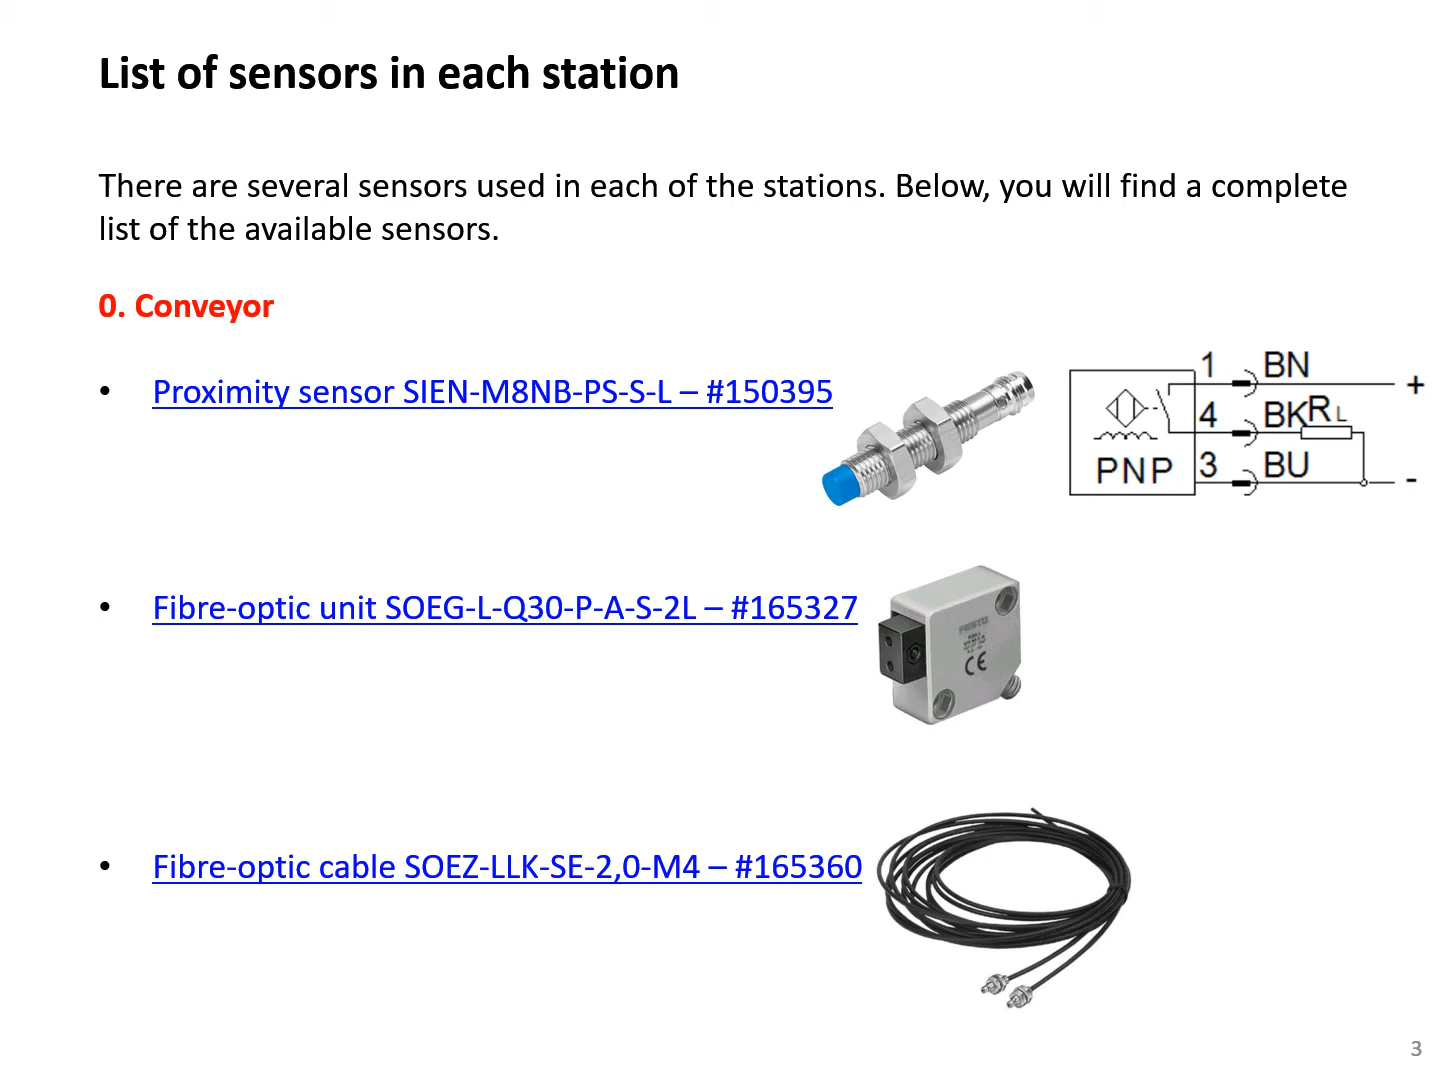 List of sensors in each station
There are several sensors used in each of the stations. Below, you will find a complete
list of the available sensors.
0. Conveyor
• Proximity sensor SIEN-M8NB-PS-S-L – #150395
1 BN +
4 BK RL
PNP 3 BU -
• Fibre-optic unit SOEG-L-Q30-P-A-S-2L – #165327
FESTO
CE
• Fibre-optic cable SOEZ-LLK-SE-2,0-M4 – #165360
3